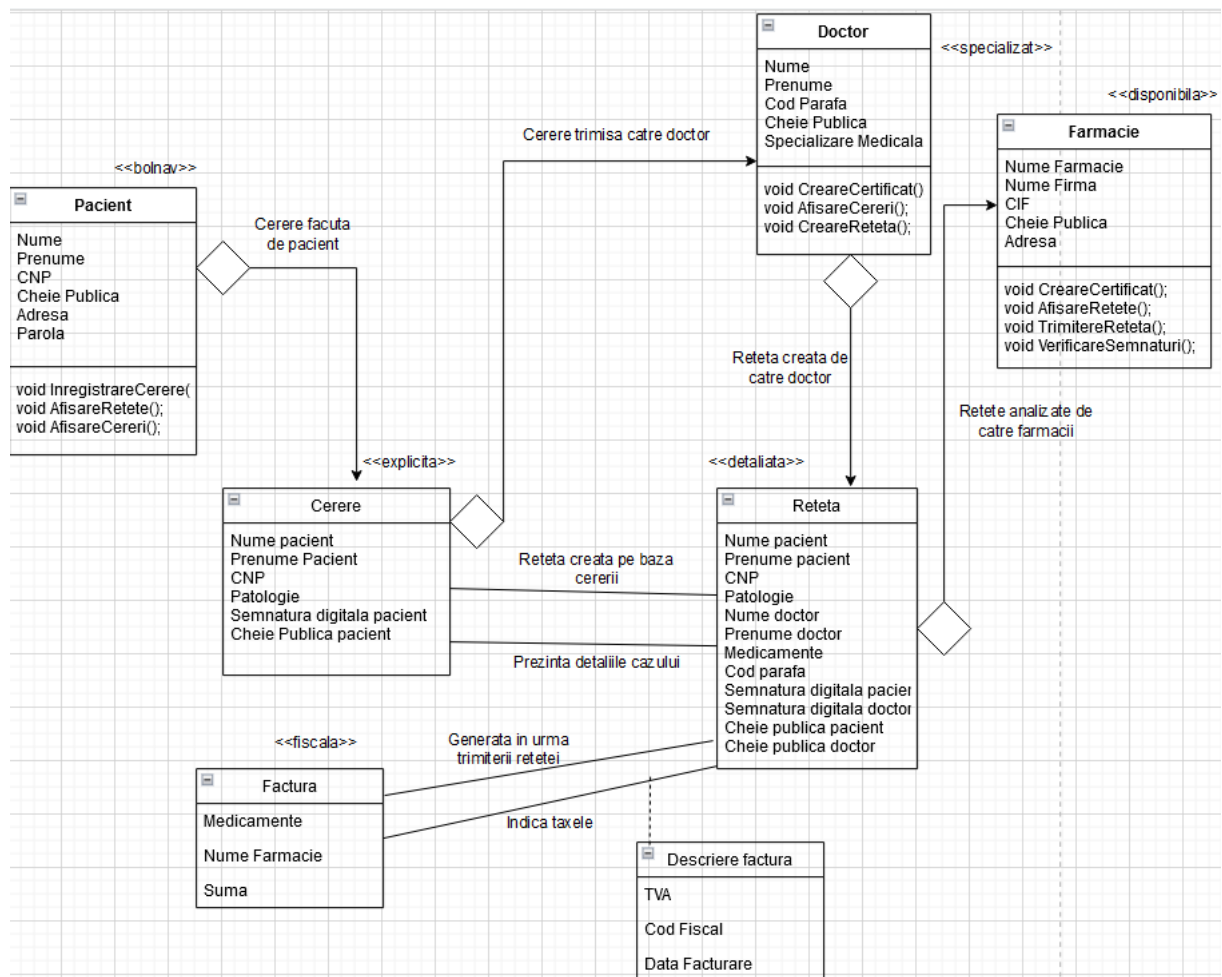 Doctor
<<specializat>>
Nume
Prenume
Cod Parafa
Cheie Publica
Specializare Medicala
void CreareCertificat()
void AfisareCereri();
void CreareReteta();
<<disponibila>>
Farmacie
Nume Farmacie
Nume Firma
CIF
Cheie Publica
Adresa
void CreareCertificat();
void AfisareRetete();
void TrimitereReteta();
void VerificareSemnaturi();
Cerere trimisa catre doctor
<<bolnav>>
Pacient
Nume
Prenume
CNP
Cheie Publica
Adresa
Parola
void InregistrareCerere(
void AfisareRetete();
void AfisareCereri();
Cerere facuta
de pacient
Reteta creata de
catre doctor
Retete analizate de
catre farmacii
<<explicita>>
Cerere
Nume pacient
Prenume Pacient
CNP
Patologie
Semnatura digitala pacient
Cheie Publica pacient
<<detaliata>>
Reteta
Nume pacient
Prenume pacient
CNP
Patologie
Nume doctor
Prenume doctor
Medicamente
Cod parafa
Semnatura digitala pacier
Semnatura digitala doctor
Cheie publica pacient
Cheie publica doctor
Reteta creata pe baza
cererii
Prezinta detaliile cazului
<<fiscala>>
Factura
Medicamente
Nume Farmacie
Suma
Generata in urma
trimiterii retetei
Indica taxele
Descriere factura
TVA
Cod Fiscal
Data Facturare